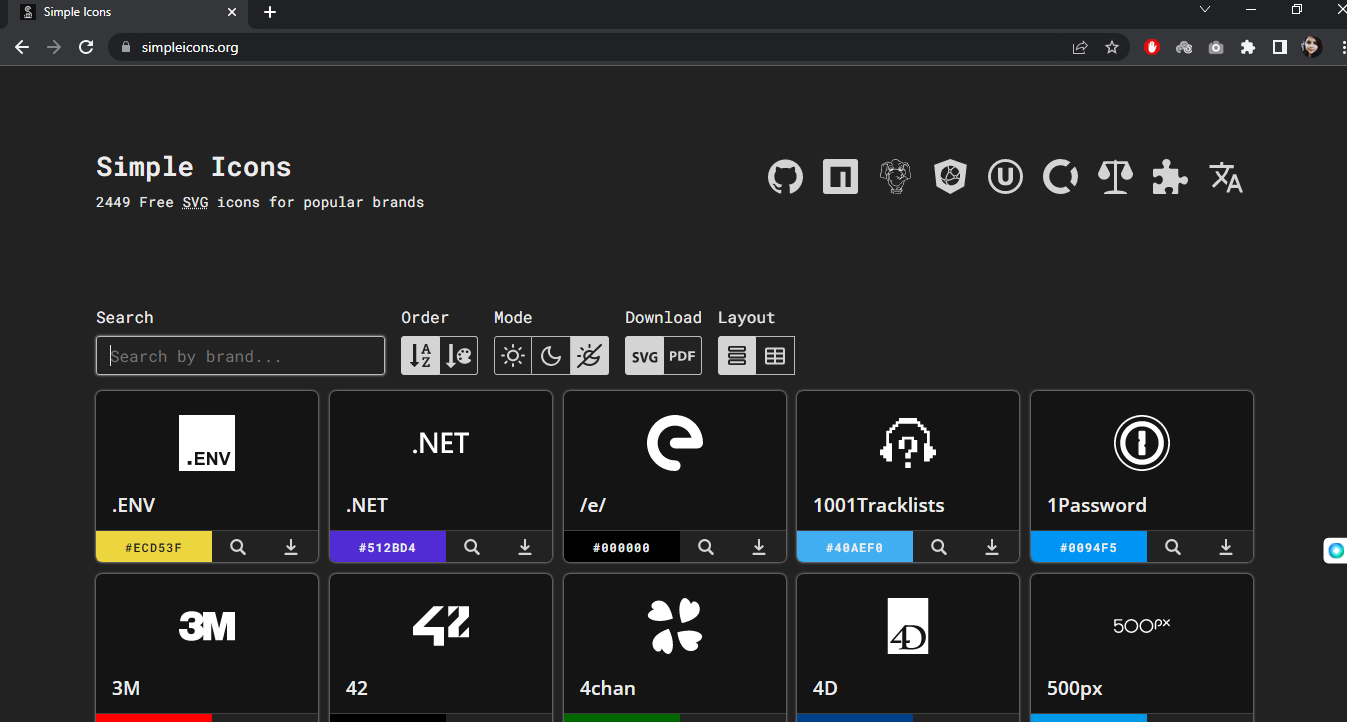 Simple Icons
simpleicons.org
Simple Icons
2449 Free SVG icons for popular brands
Search
Order
Mode
Download
Layout
Search by brand...
A
Z
SVG
PDF
.ENV
.NET
.ENV
.NET
/e/
1001Tracklists
1Password
#ECD53F
#512BD4
#000000
#40AEF0
#0094F5
3M
42
4D
500px
3M
42
4chan
4D
500px